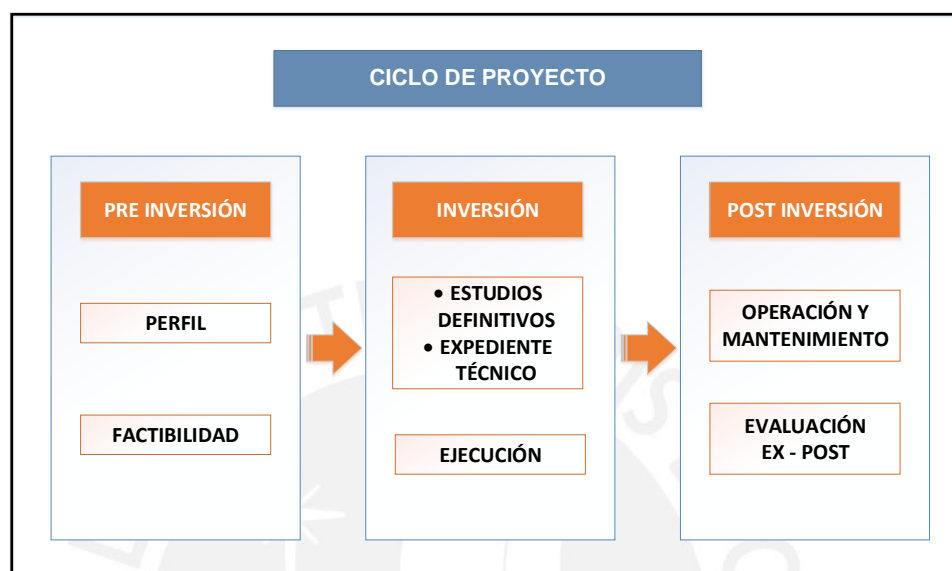 CICLO DE PROYECTO
PRE INVERSIÓN
PERFIL
FACTIBILIDAD
INVERSIÓN
• ESTUDIOS
DEFINITIVOS
• EXPEDIENTE
TÉCNICO
EJECUCIÓN
POST INVERSIÓN
OPERACIÓN Y
MANTENIMIENTO
EVALUACIÓN
EX - POST